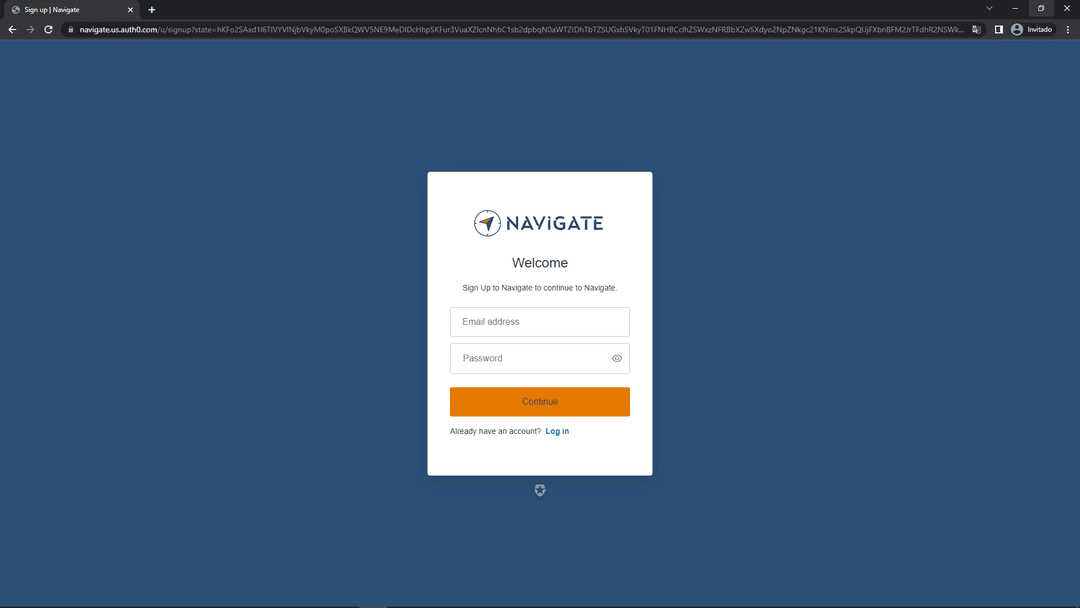 Sign up | Navigate
navigate.us.auth0.com/u/signup?state=
Invitado
NAViGATE
Welcome
Sign Up to Navigate to continue to Navigate.
Email address
Password
Continue
Already have an account? Log in